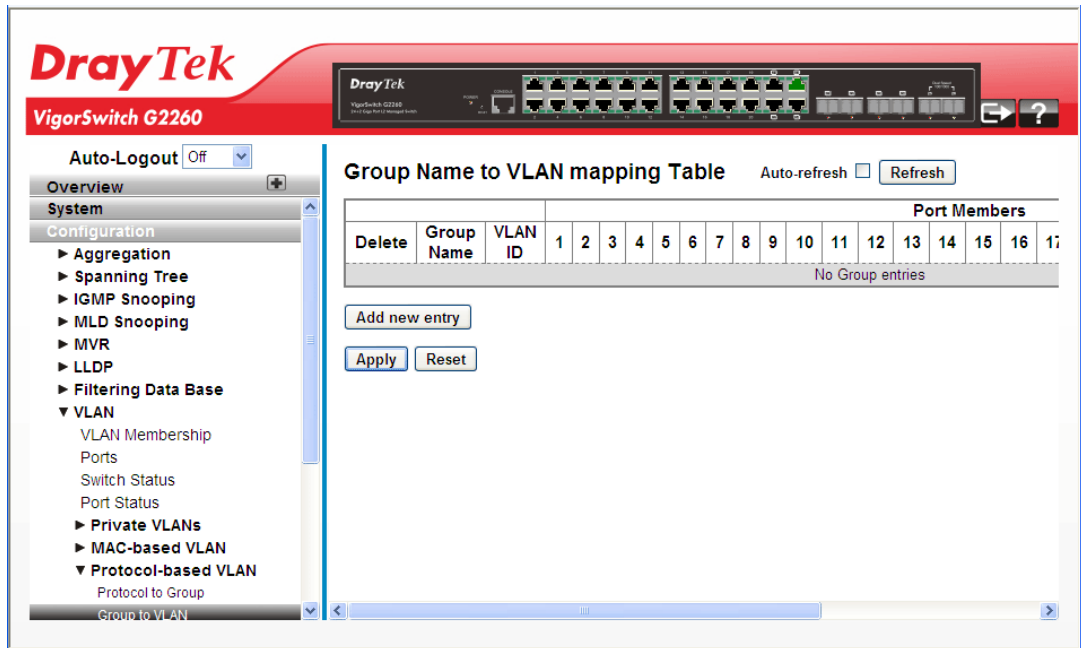 DrayTek
VigorSwitch G2260
DrayTek
VigorSwitch G2260
CONSOLE
POWER
?
Auto-Logout Off
Overview
System
Configuration
► Aggregation
► Spanning Tree
► IGMP Snooping
► MLD Snooping
► MVR
► LLDP
► Filtering Data Base
▼ VLAN
VLAN Membership
Ports
Switch Status
Port Status
► Private VLANs
► MAC-based VLAN
▼ Protocol-based VLAN
Protocol to Group
Group to VLAN
Group Name to VLAN mapping Table Auto-refresh Refresh
Port Members
Delete Group Name VLAN ID 1 2 3 4 5 6 7 8 9 10 11 12 13 14 15 16 17
No Group entries
Add new entry
Apply Reset